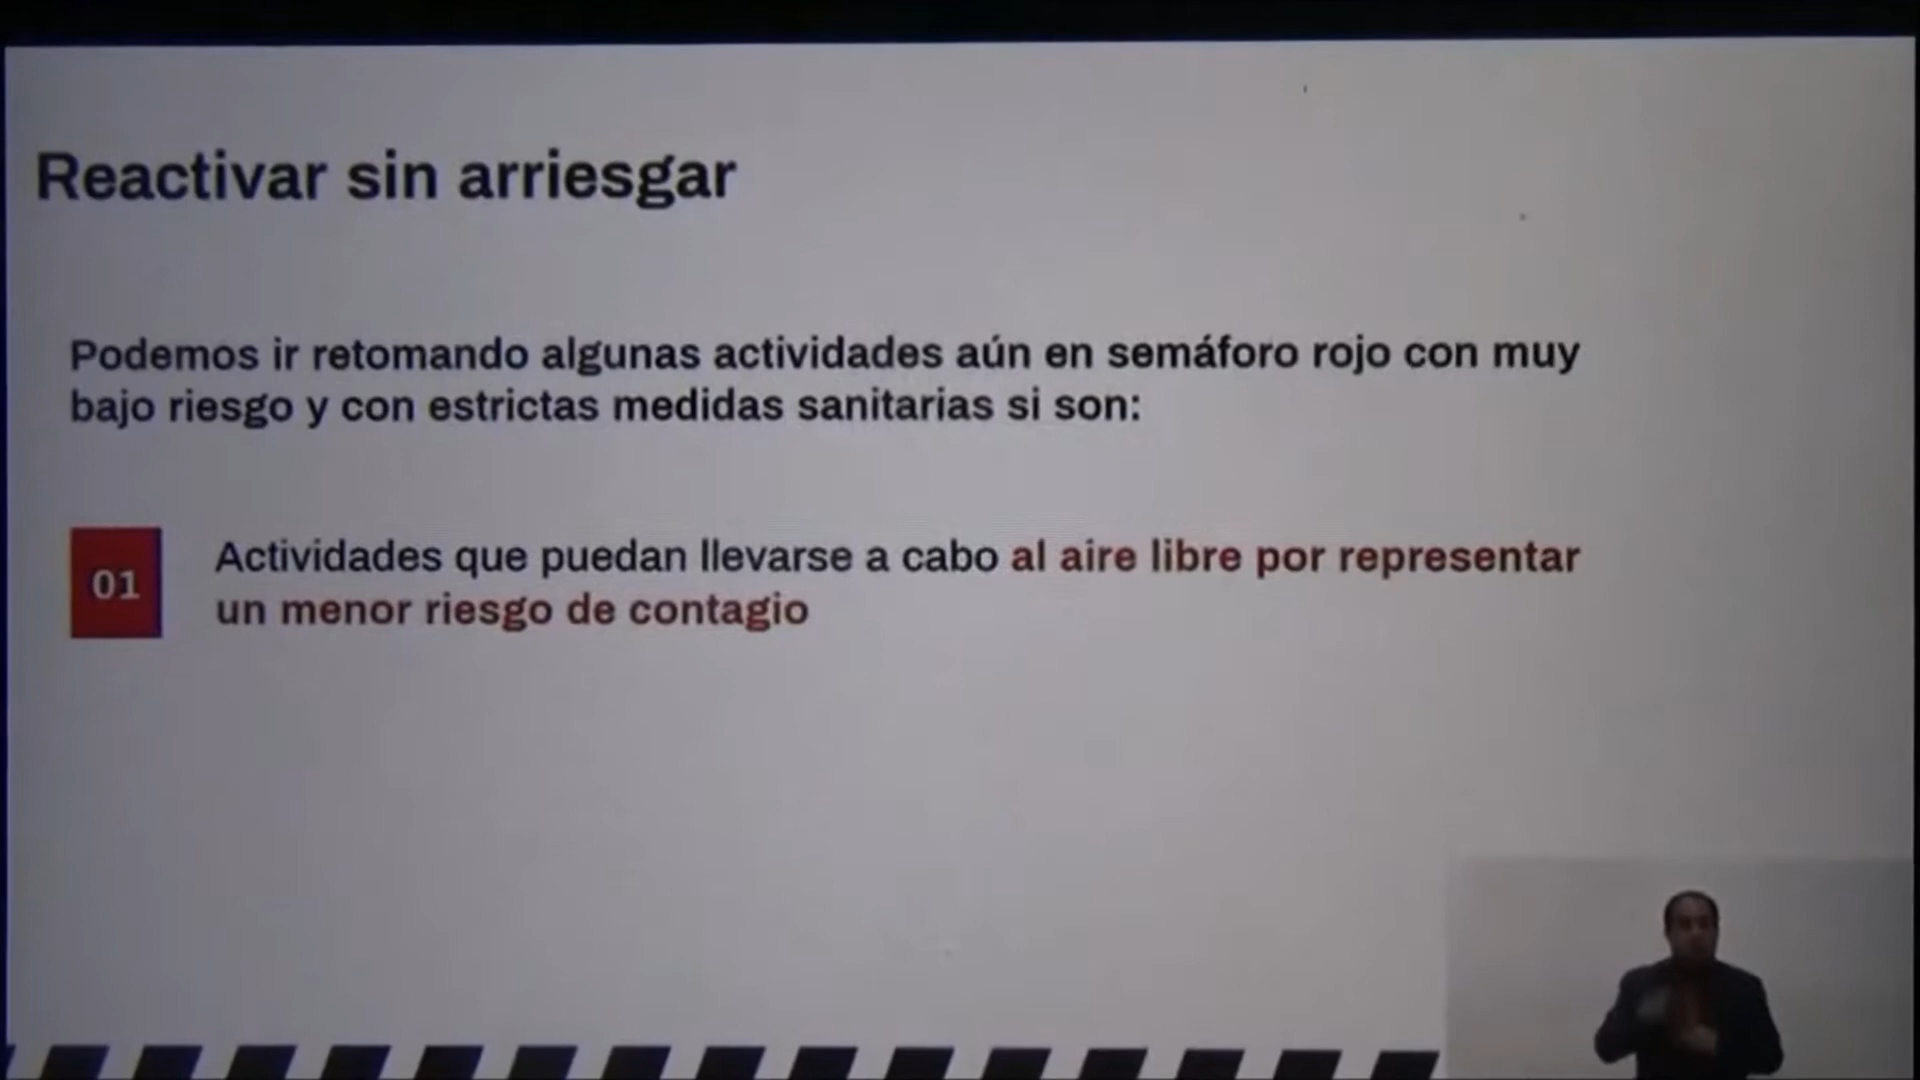 Reactivar sin arriesgar
Podemos ir retomando algunas actividades aún en semáforo rojo con muy
bajo riesgo y con estrictas medidas sanitarias si son:
01
Actividades que puedan llevarse a cabo al aire libre por representar
un menor riesgo de contagio